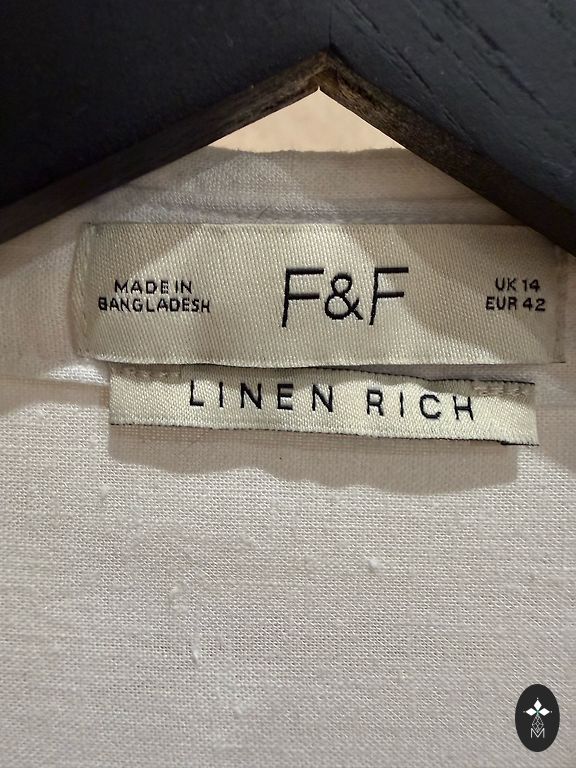 MADE IN
BANGLADESH
F&F
UK 14
EUR 42
LINEN RICH
M